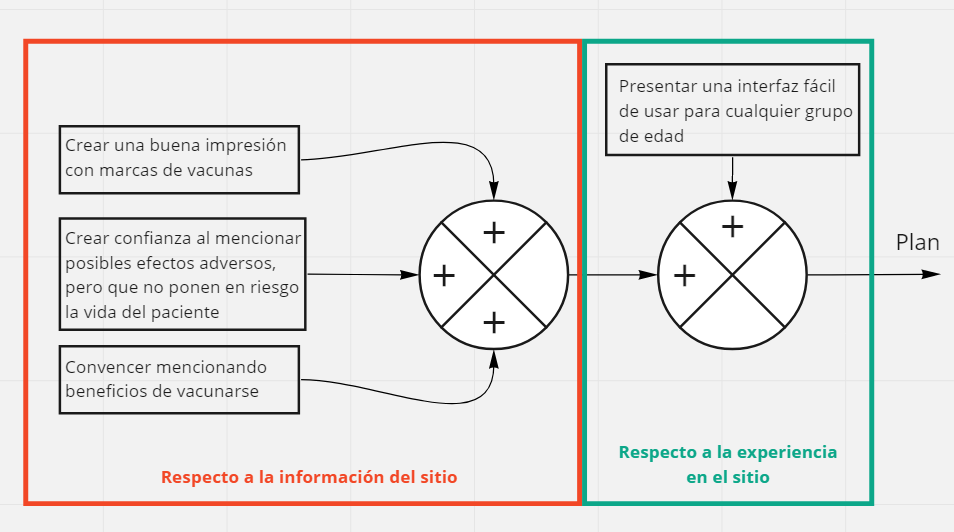 Crear una buena impresión
con marcas de vacunas
Crear confianza al mencionar
posibles efectos adversos,
pero que no ponen en riesgo
la vida del paciente
Convencer mencionando
beneficios de vacunarse
+
+
+
Respecto a la información del sitio
Presentar una interfaz fácil
de usar para cualquier grupo
de edad
+
+
Plan
Respecto a la experiencia
en el sitio